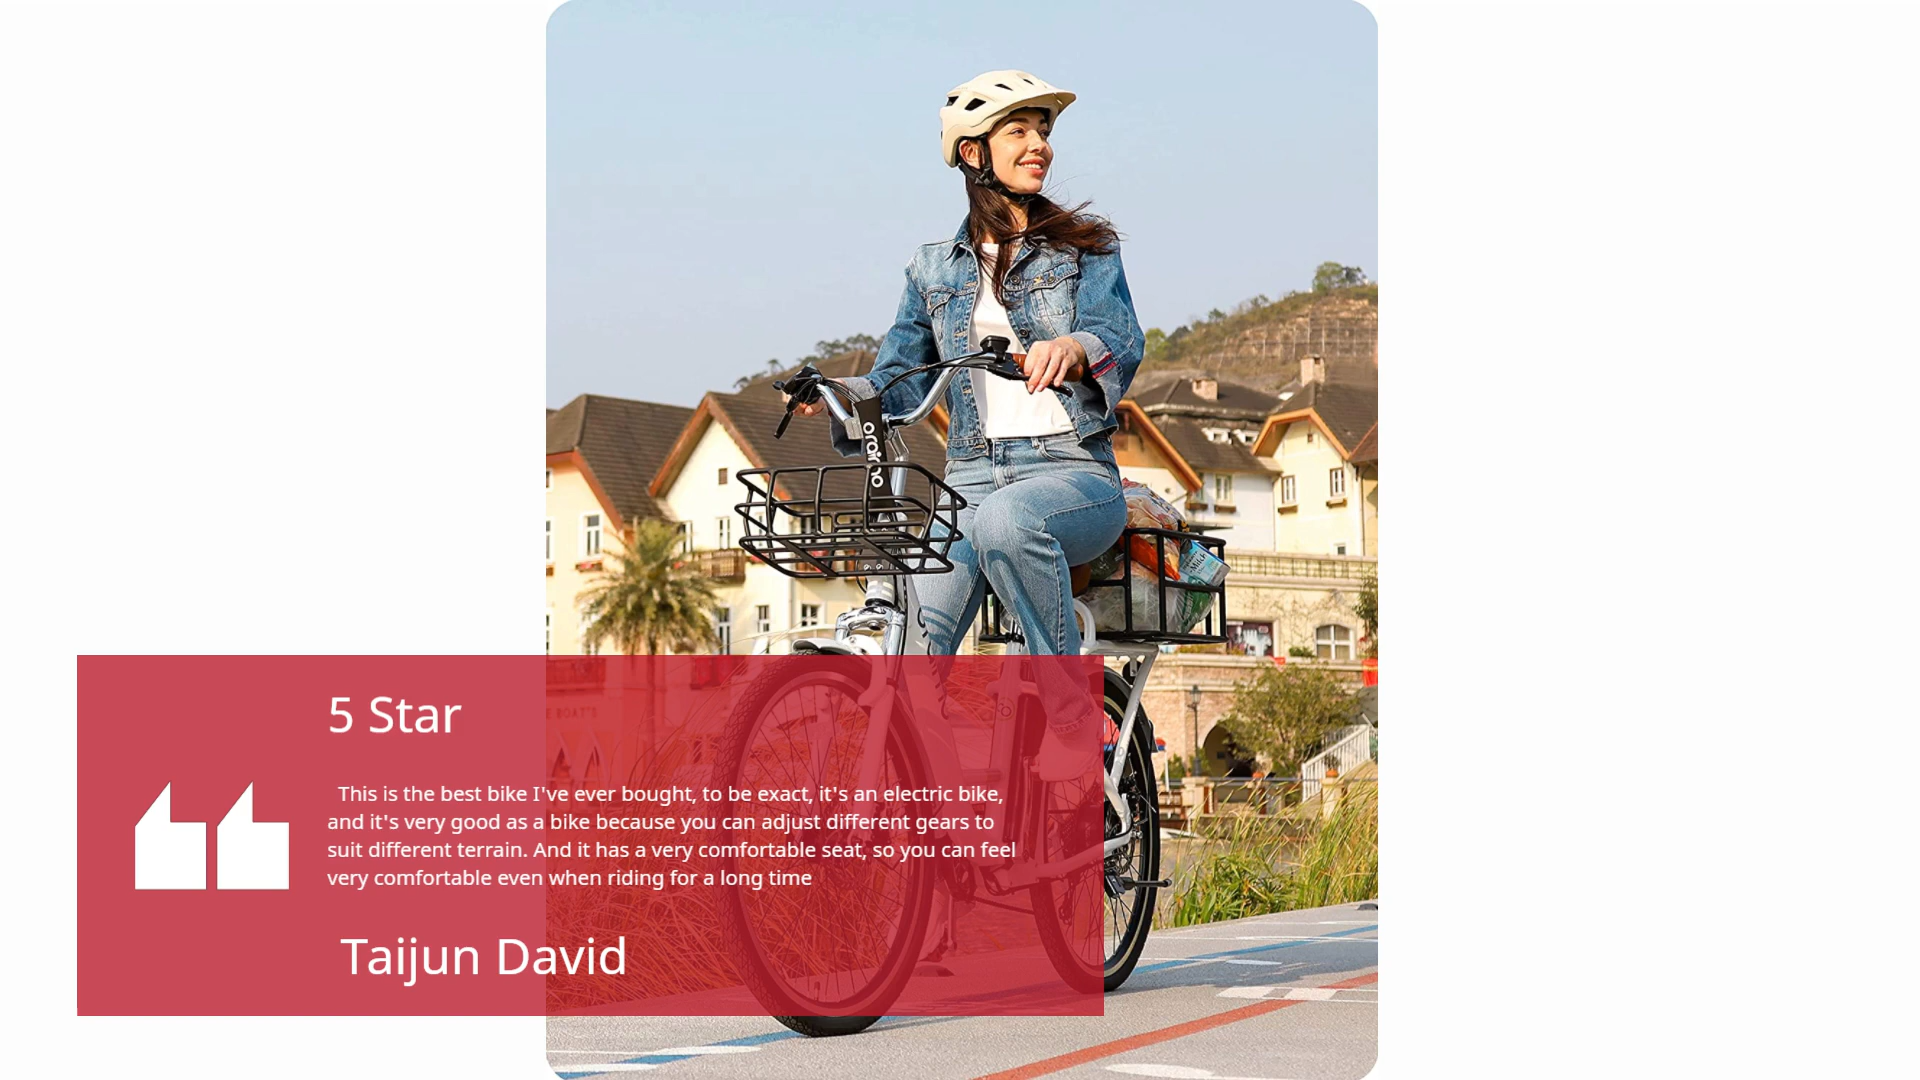 oraimo
Milch
5 Star
This is the best bike I've ever bought, to be exact, it's an electric bike,
and it's very good as a bike because you can adjust different gears to
suit different terrain. And it has a very comfortable seat, so you can feel
very comfortable even when riding for a long time
Taijun David